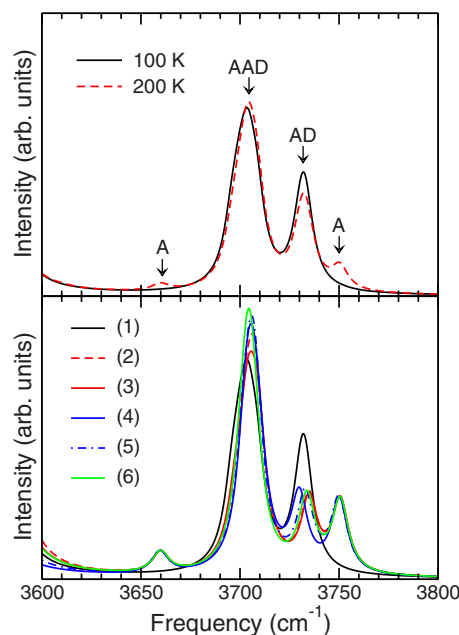 Intensity (arb. units)
100 K
200 K
AAD
AD
A
A
Intensity (arb. units)
(1)
(2)
(3)
(4)
(5)
(6)
3600 3650 3700 3750 3800
Frequency (cm⁻¹)